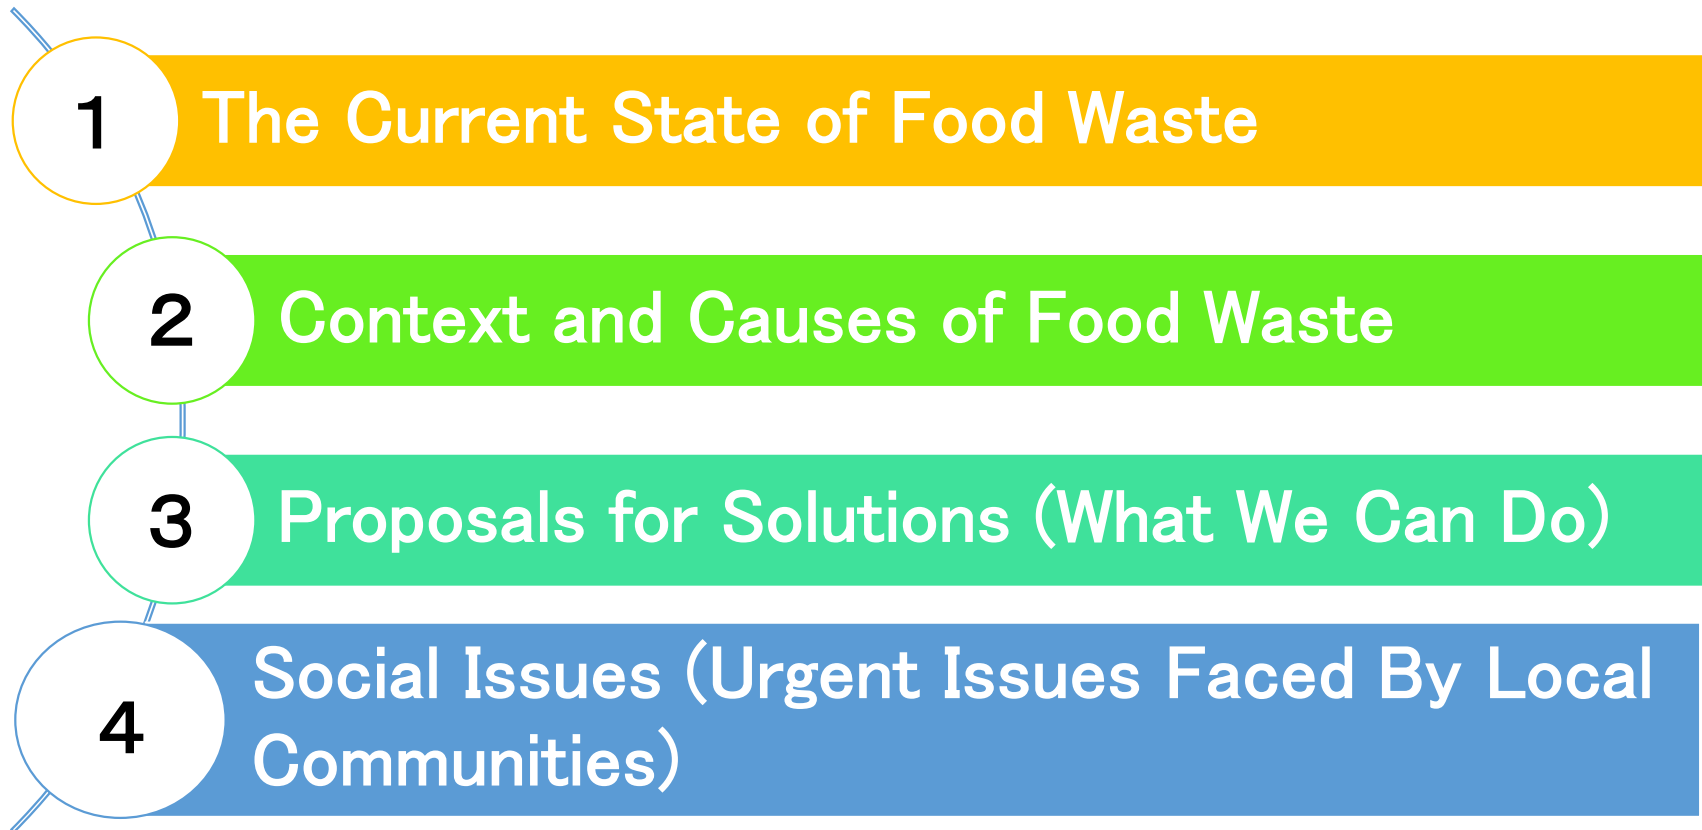 1
The Current State of Food Waste
2
Context and Causes of Food Waste
3
Proposals for Solutions (What We Can Do)
4
Social Issues (Urgent Issues Faced By Local
Communities)